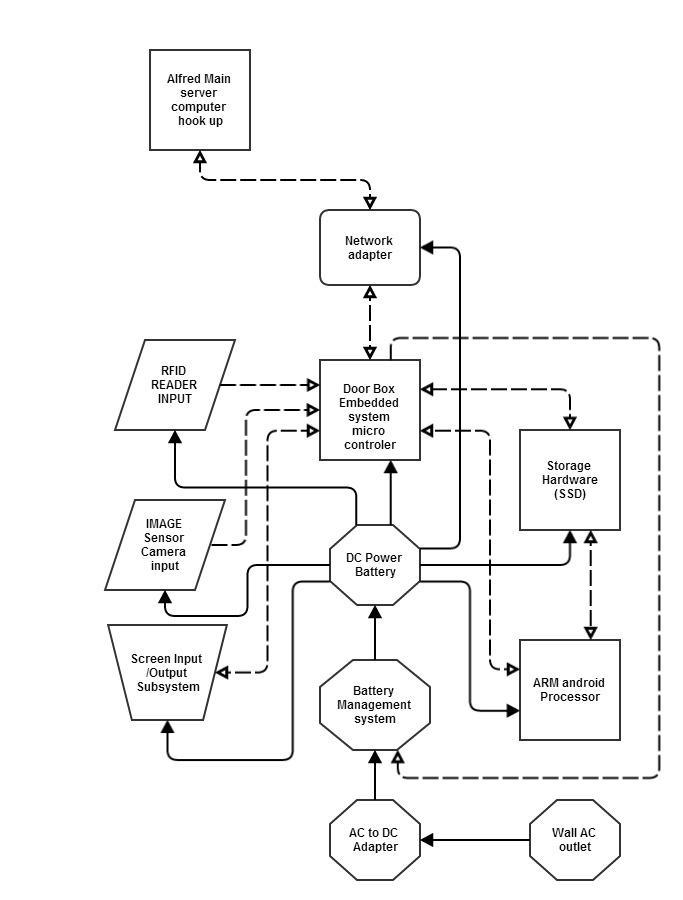 Alfred Main
server
computer
hook up
Network
adapter
RFID
READER
INPUT
Door Box
Embedded
system
micro
controler
Storage
Hardware
(SSD)
IMAGE
Sensor
Camera
input
DC Power
Battery
Screen Input
/Output
Subsystem
Battery
Management
system
ARM android
Processor
AC to DC
Adapter
Wall AC
outlet